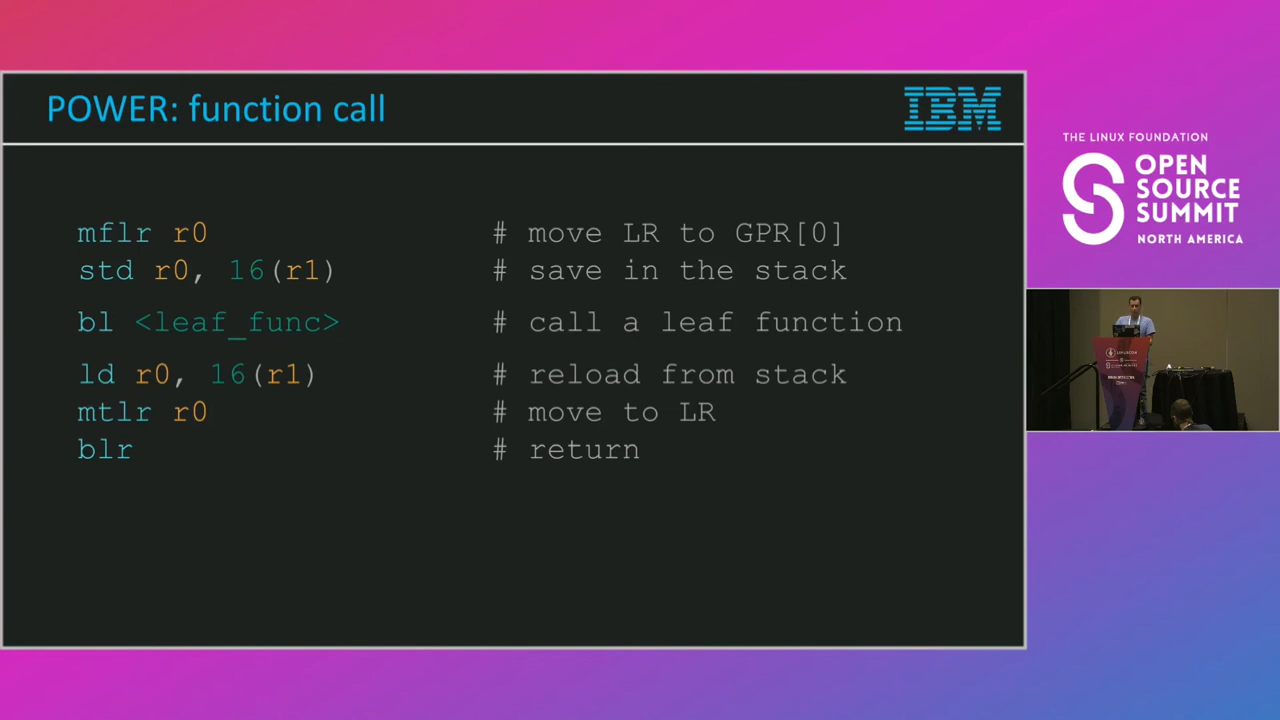 POWER: function call
IBM
mflr r0 # move LR to GPR[0]
std r0, 16(r1) # save in the stack
bl <leaf_func> # call a leaf function
ld r0, 16(r1) # reload from stack
mtlr r0 # move to LR
blr # return
THE LINUX FOUNDATION
OPEN
SOURCE
SUMMIT
NORTH AMERICA